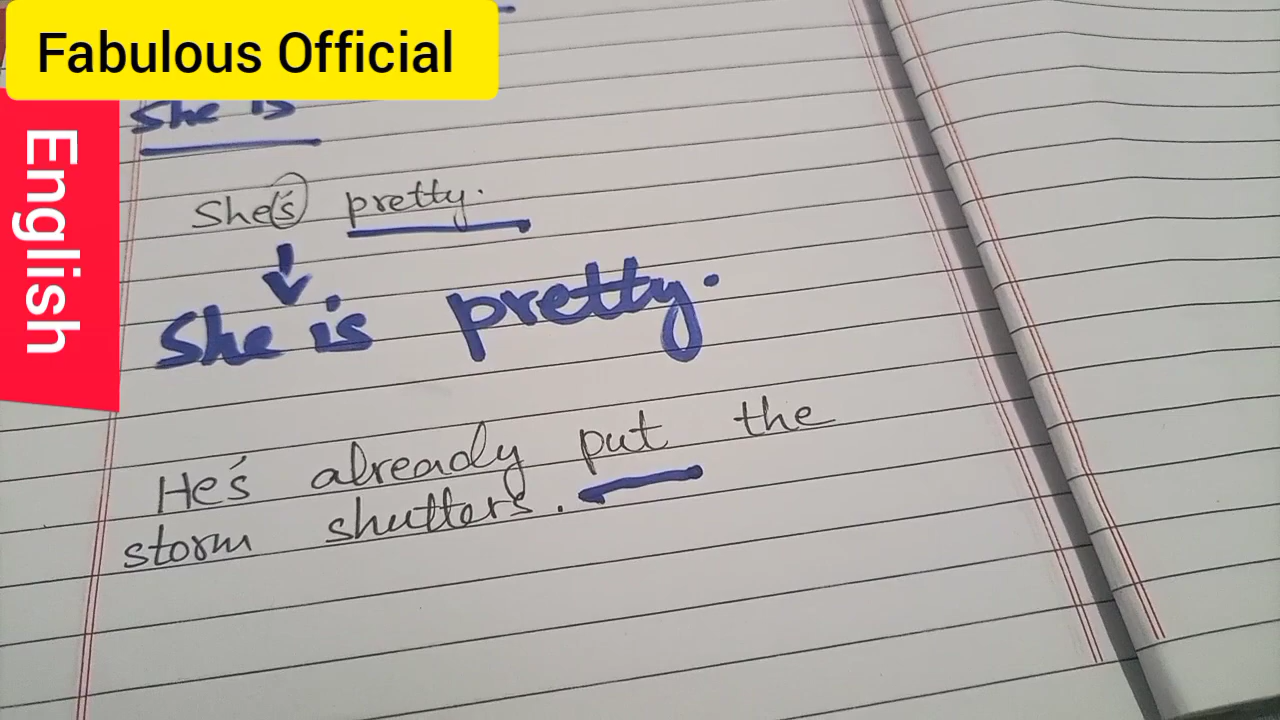 Fabulous Official
English
She is
She's pretty.
She is pretty.
He's already put the
storm shutters.